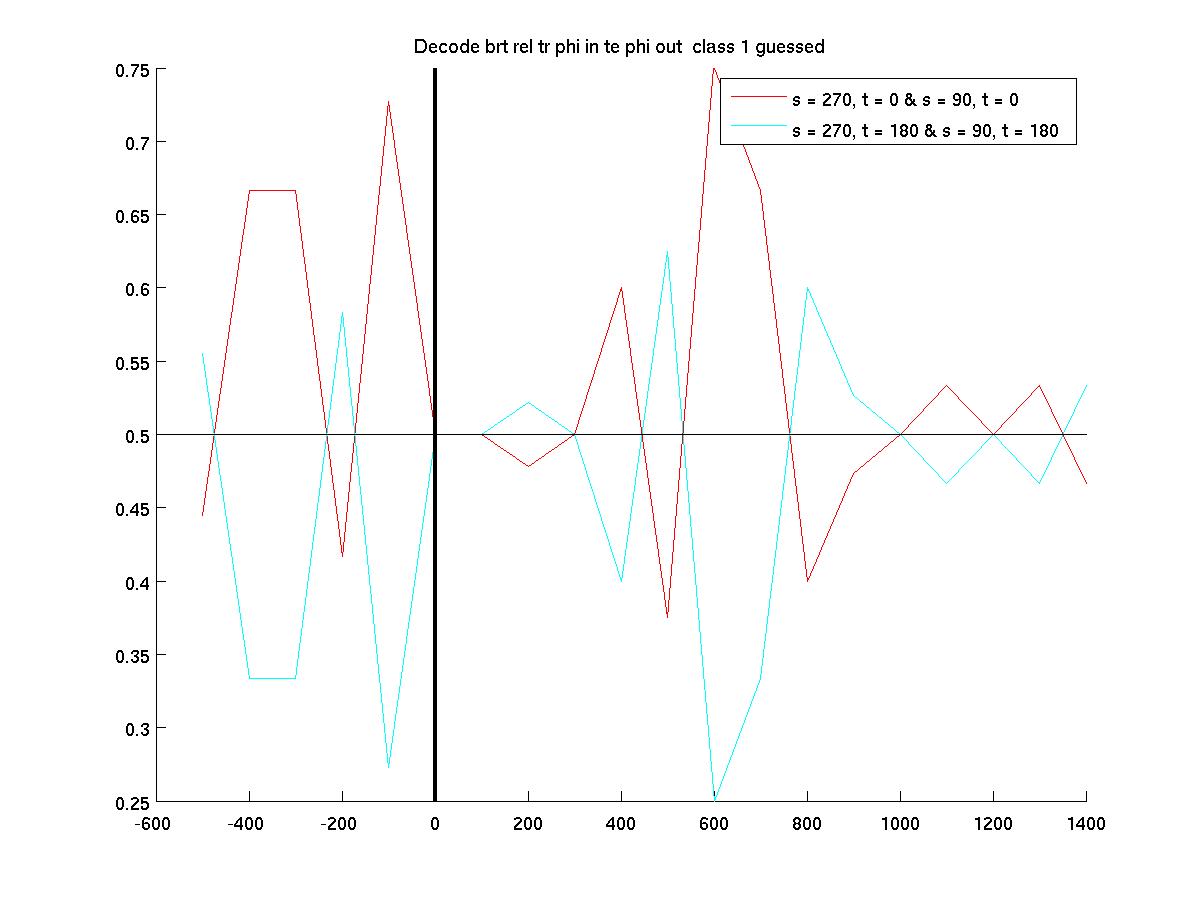 Decode brt rel tr phi in te phi out  class 1 guessed
0.75
s = 270, t = 0 & s = 90, t = 0
s = 270, t = 180 & s = 90, t = 180
0.7
0.65
0.6
0.55
0.5
0.45
0.4
0.35
0.3
0.25
-600 -400 -200 0 200 400 600 800 1000 1200 1400